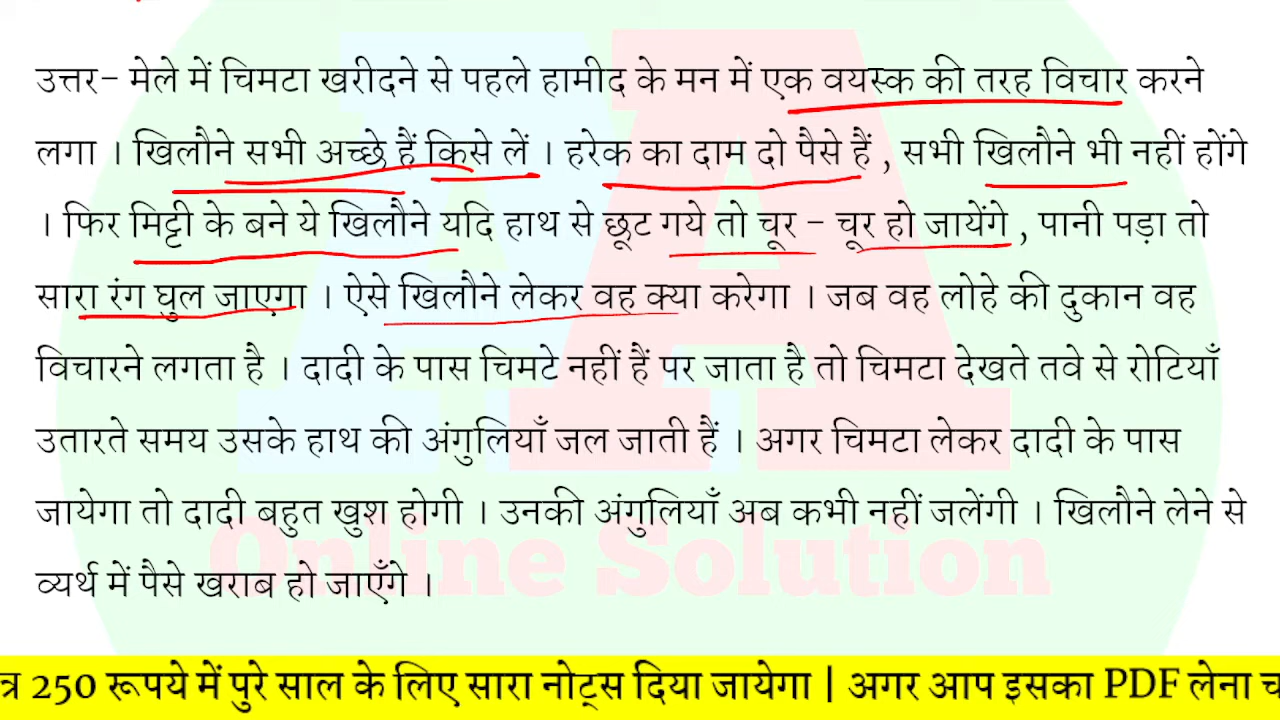 उत्तर- मेले में चिमटा खरीदने से पहले हामीद के मन में एक वयस्क की तरह विचार करने
लगा । खिलौने सभी अच्छे हैं किसे लें । हरेक का दाम दो पैसे हैं , सभी खिलौने भी नहीं होंगे
। फिर मिट्टी के बने ये खिलौने यदि हाथ से छूट गये तो चूर - चूर हो जायेंगे , पानी पड़ा तो
सारा रंग घुल जाएगा । ऐसे खिलौने लेकर वह क्या करेगा । जब वह लोहे की दुकान वह
विचारने लगता है । दादी के पास चिमटे नहीं हैं पर जाता है तो चिमटा देखते तवे से रोटियाँ
उतारते समय उसके हाथ की अंगुलियाँ जल जाती हैं । अगर चिमटा लेकर दादी के पास
जायेगा तो दादी बहुत खुश होगी । उनकी अंगुलियाँ अब कभी नहीं जलेंगी । खिलौने लेने से
Online Solution
व्यर्थ में पैसे खराब हो जाएँगे ।
250 रूपये में पुरे साल के लिए सारा नोट्स दिया जायेगा | अगर आप इसका PDF लेना